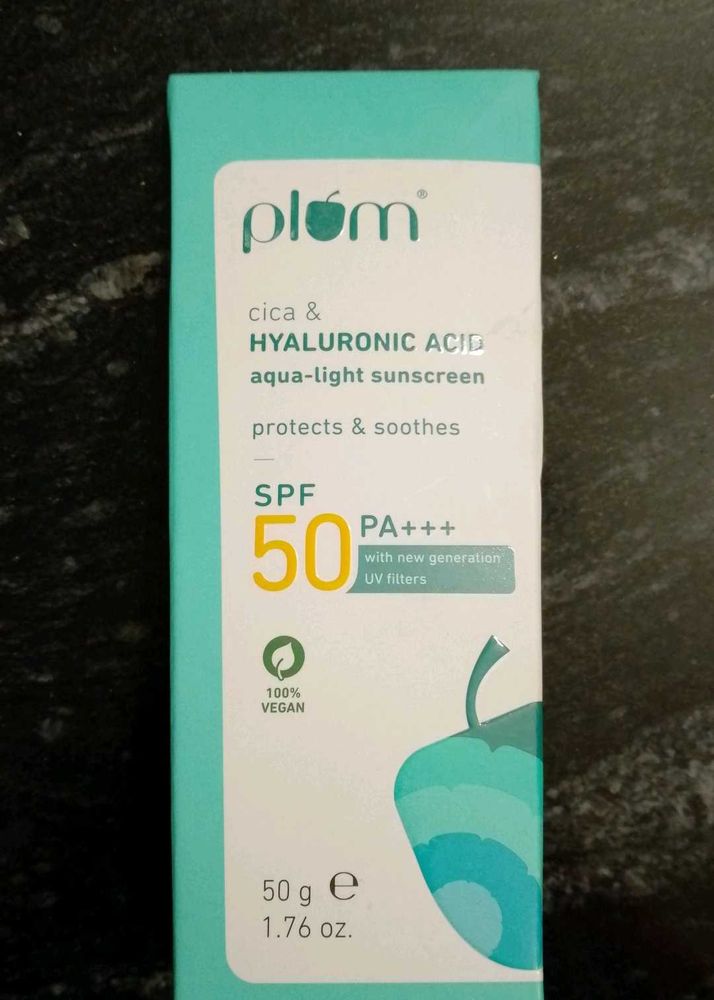 plum®
cica &
HYALURONIC ACID
aqua-light sunscreen
protects & soothes
SPF
50 PA+++
with new generation
UV filters
100%
VEGAN
50 g ℮
1.76 oz.